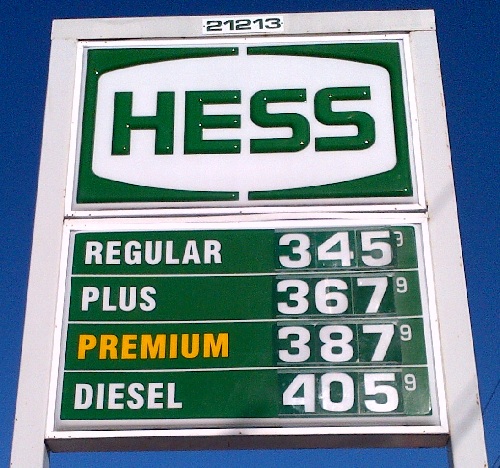 21213
HESS
REGULAR 345 9
PLUS 367 9
PREMIUM 387 9
DIESEL 405 9